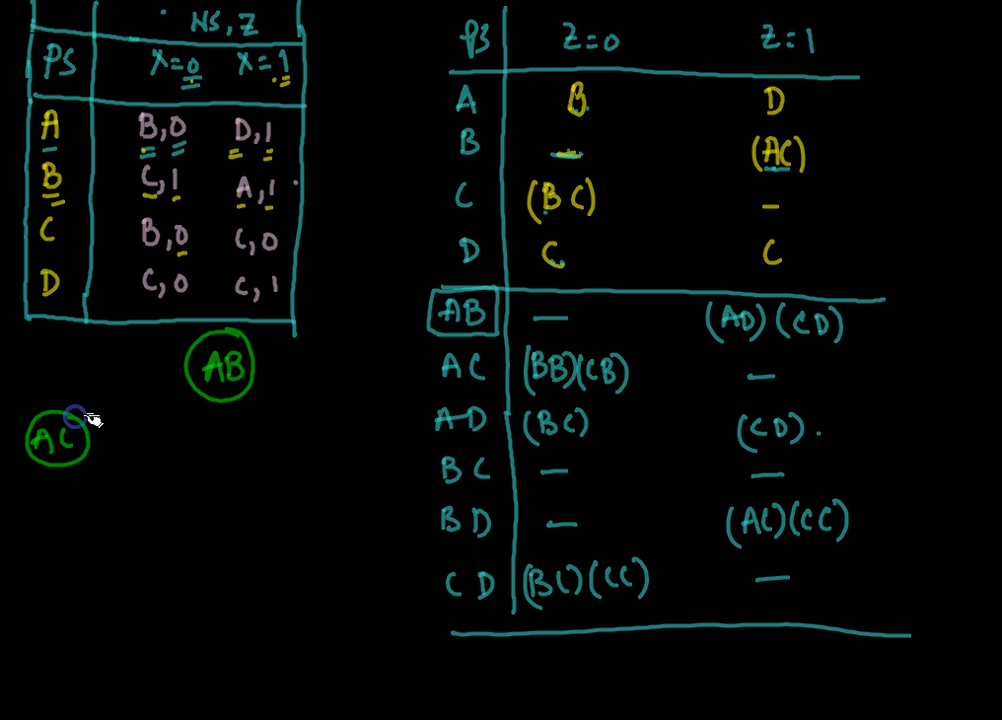 NS, Z
PS X=0 X=1
A B,0 D,1
B C,1 A,1
C B,0 C,0
D C,0 C,1
AB
AC
PS Z=0 Z=1
A B D
B — (AC)
C (BC) —
D C C
AB — (AD)(CD)
AC (BB)(CB) —
AD (BC) (CD).
BC — —
BD — (AC)(CC)
CD (BC)(CC) —